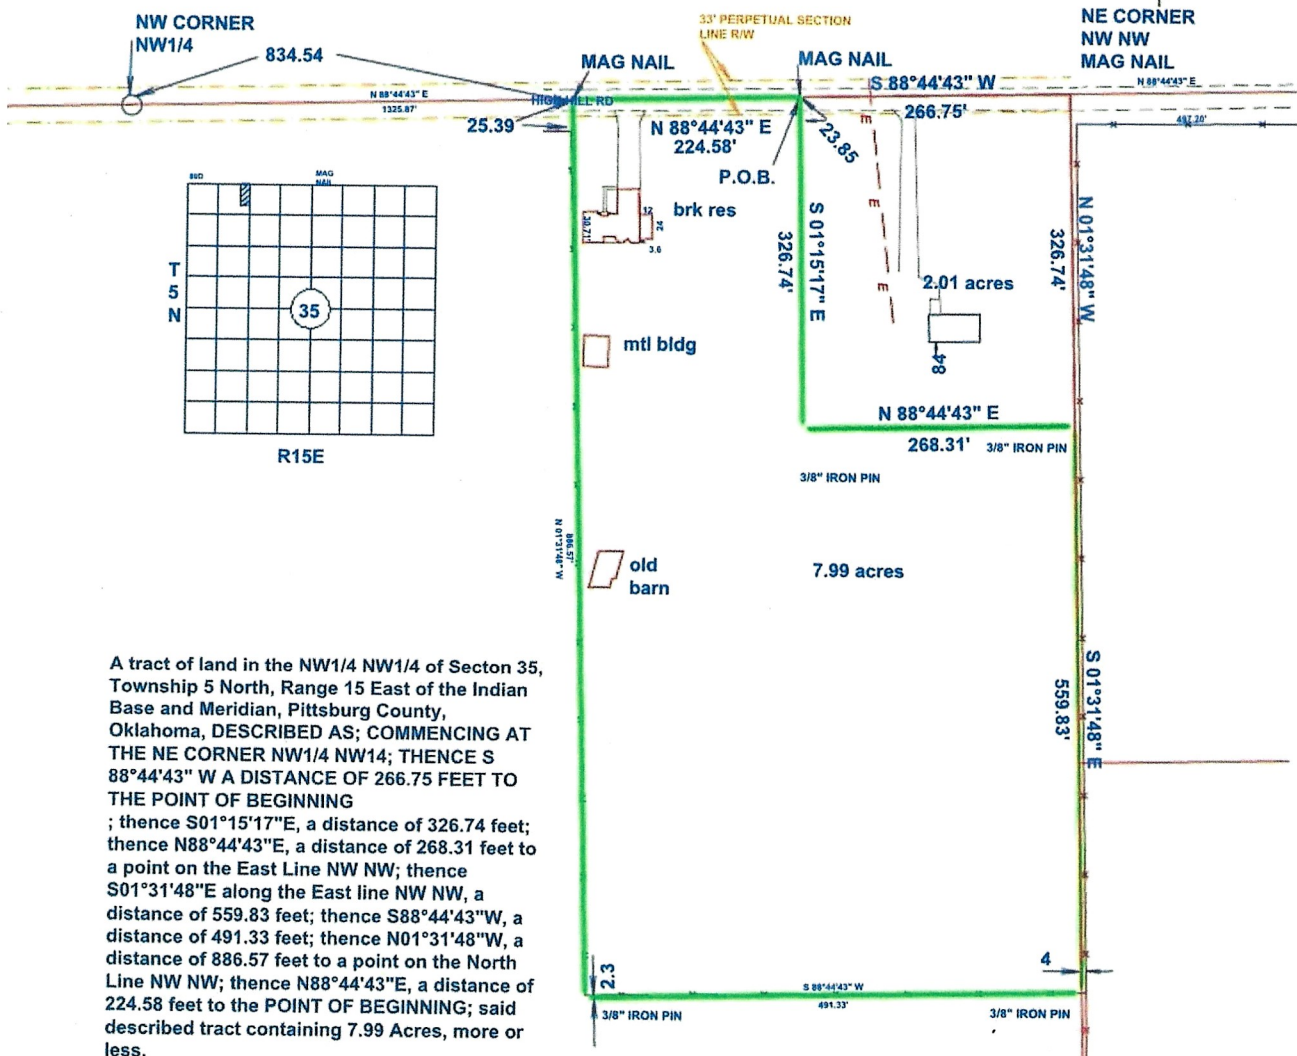 NW CORNER
NW1/4
834.54
33' PERPETUAL SECTION
LINE R/W
NE CORNER
NW NW
MAG NAIL
MAG NAIL
MAG NAIL
N 88°44'43" E
1325.87'
HIGH HILL RD
S 88°44'43" W
266.75'
N 88°44'43" E
497.20'
25.39
N 88°44'43" E
224.58'
23.85
P.O.B.
E
E
E
MAG
NAIL
T
5
N
35
R15E
brk res
12
24
30.71'
3.6
S 01°15'17" E
326.74'
N 01°31'48" W
326.74'
2.01 acres
84
mtl bldg
N 88°44'43" E
268.31'
3/8" IRON PIN
3/8" IRON PIN
N 01°31'48" W
886.57'
old
barn
7.99 acres
S 01°31'48" E
559.83'
A tract of land in the NW1/4 NW1/4 of Secton 35,
Township 5 North, Range 15 East of the Indian
Base and Meridian, Pittsburg County,
Oklahoma, DESCRIBED AS; COMMENCING AT
THE NE CORNER NW1/4 NW14; THENCE S
88°44'43" W A DISTANCE OF 266.75 FEET TO
THE POINT OF BEGINNING
; thence S01°15'17"E, a distance of 326.74 feet;
thence N88°44'43"E, a distance of 268.31 feet to
a point on the East Line NW NW; thence
S01°31'48"E along the East line NW NW, a
distance of 559.83 feet; thence S88°44'43"W, a
distance of 491.33 feet; thence N01°31'48"W, a
distance of 886.57 feet to a point on the North
Line NW NW; thence N88°44'43"E, a distance of
224.58 feet to the POINT OF BEGINNING; said
described tract containing 7.99 Acres, more or
less.
2.3
4
S 88°44'43" W
491.33'
3/8" IRON PIN
3/8" IRON PIN